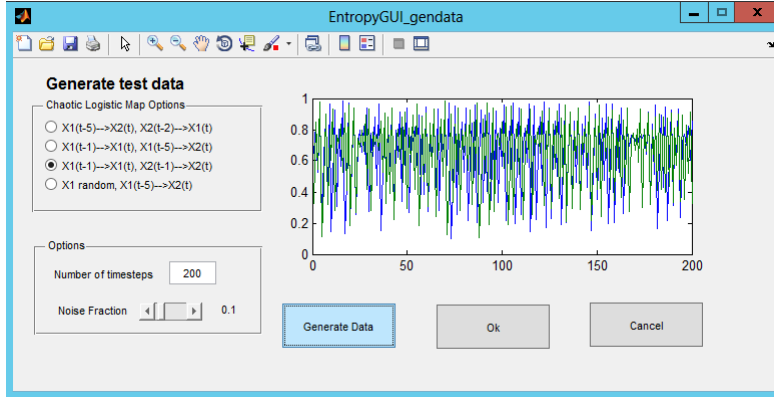 EntropyGUI_gendata
Generate test data
Chaotic Logistic Map Options
X1(t-5)-->X2(t), X2(t-2)-->X1(t)
X1(t-1)-->X1(t), X1(t-5)-->X2(t)
X1(t-1)-->X1(t), X2(t-1)-->X2(t)
X1 random, X1(t-5)-->X2(t)
Options
Number of timesteps 200
Noise Fraction 0.1
1
0.8
0.6
0.4
0.2
0
0 50 100 150 200
Generate Data Ok Cancel